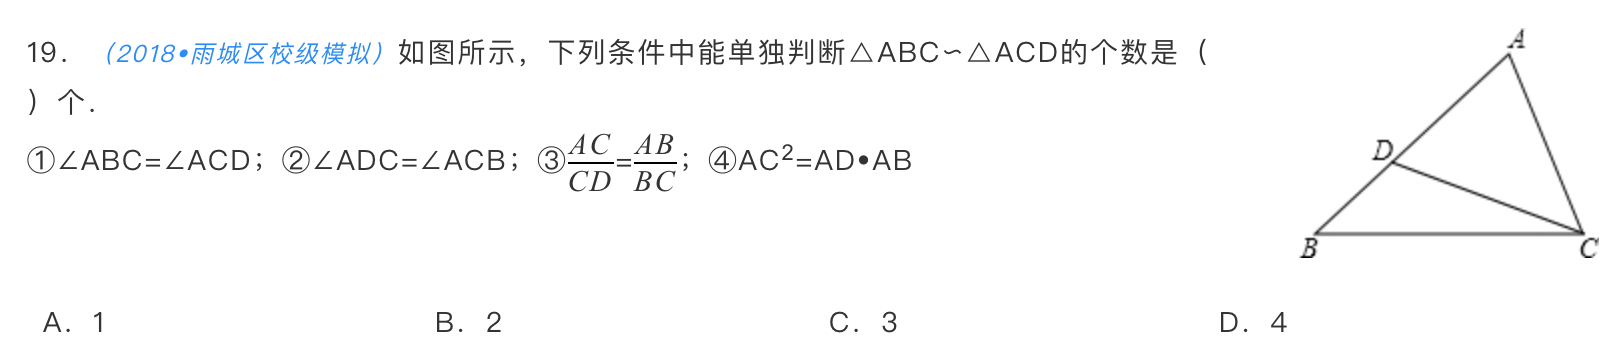 19. （2018•雨城区校级模拟）如图所示，下列条件中能单独判断△ABC∽△ACD的个数是（
）个.
①∠ABC=∠ACD；②∠ADC=∠ACB；③AC/CD=AB/BC；④AC²=AD•AB
A
D
B
C
A. 1 B. 2 C. 3 D. 4